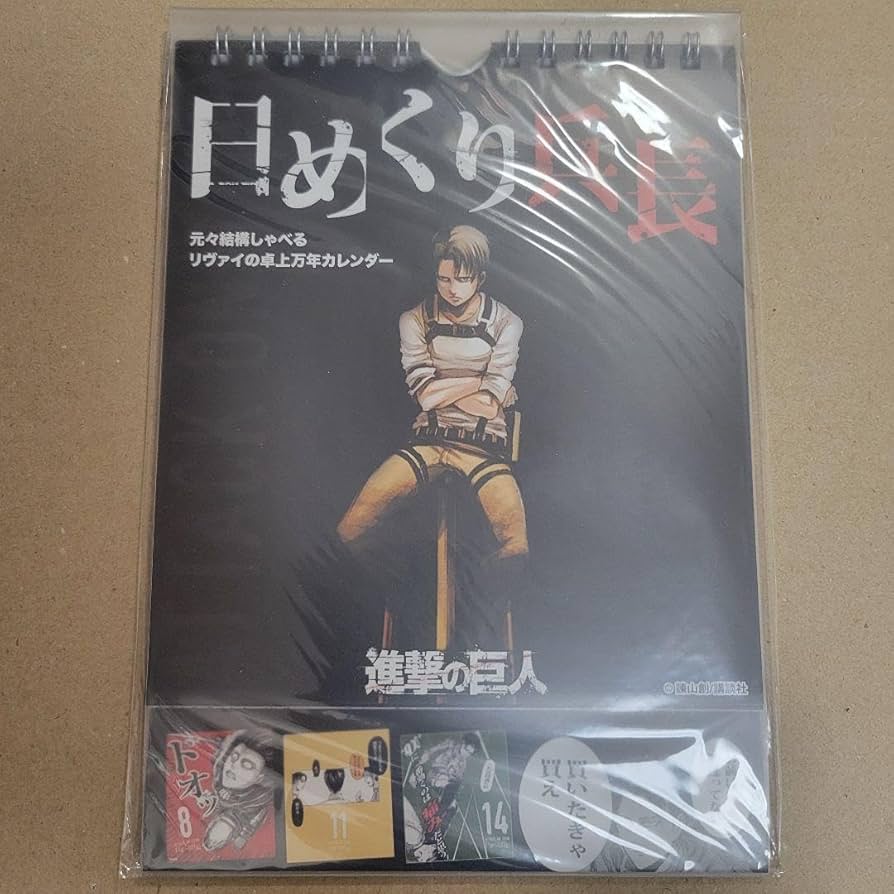 日めくり兵長
元々結構しゃべる
リヴァイの卓上万年カレンダー
進撃の巨人
©諫山創/講談社
ドオッ
8
11
14
買いたきゃ
買え